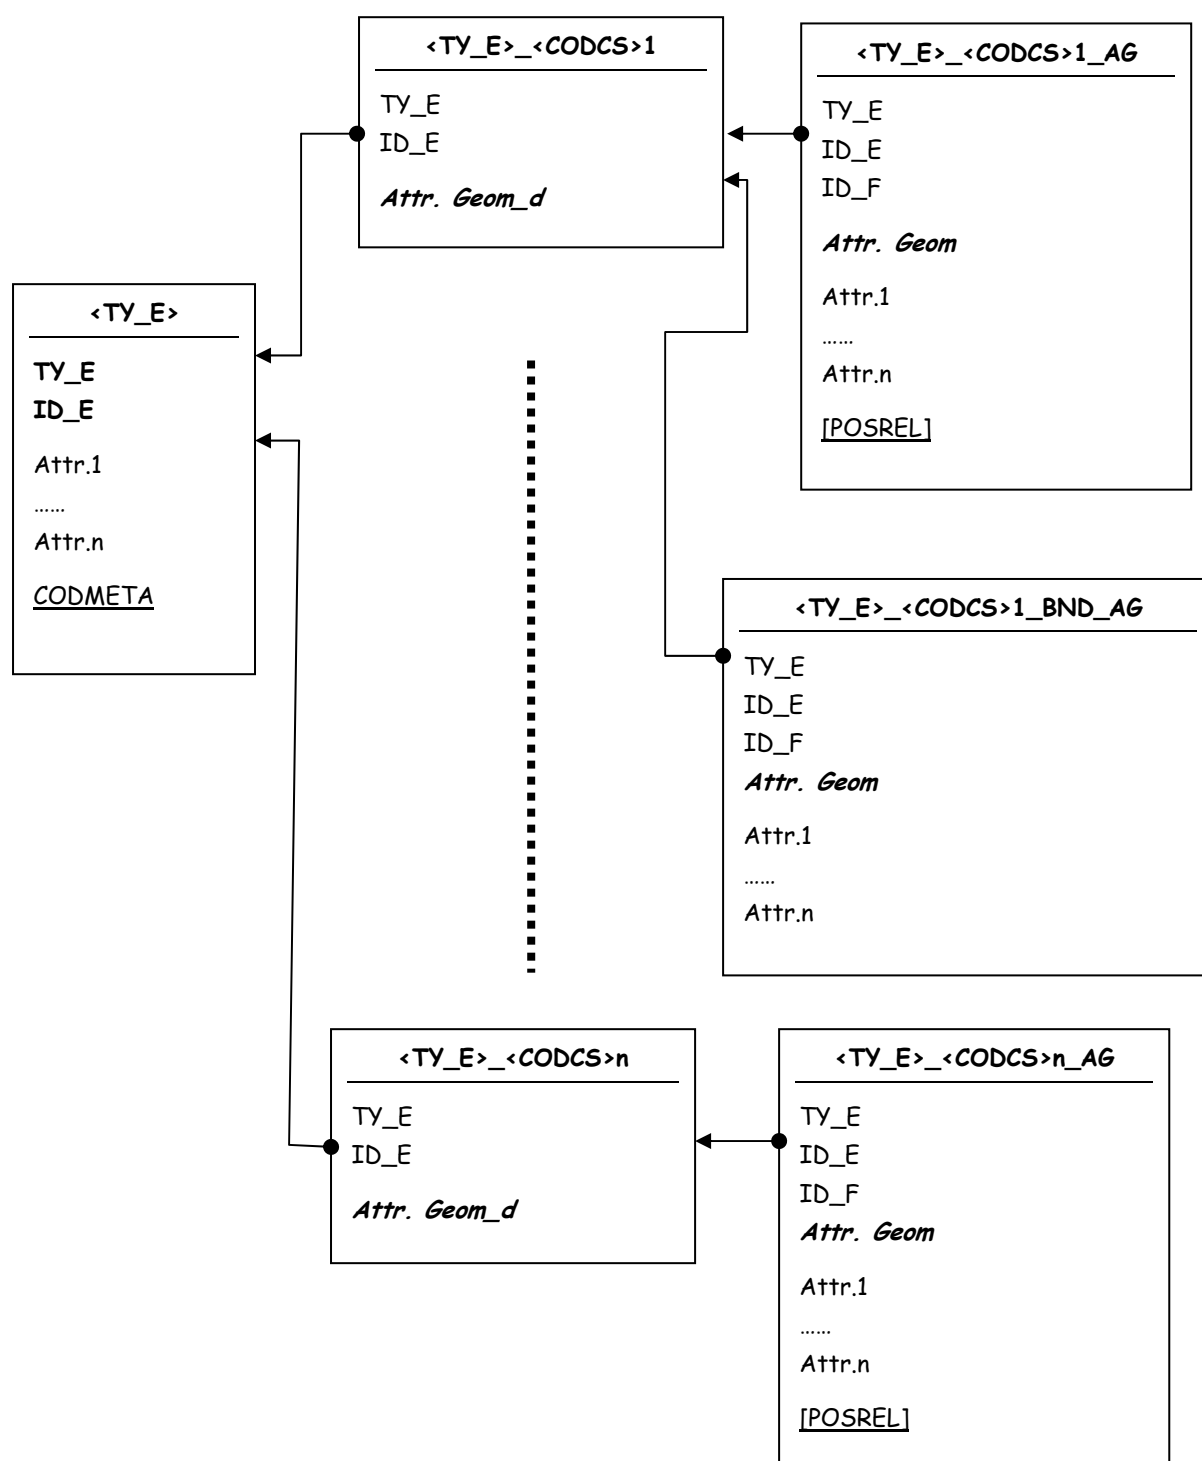 <TY_E>_<CODCS>1
TY_E
ID_E
Attr. Geom_d
<TY_E>_<CODCS>1_AG
TY_E
ID_E
ID_F
Attr. Geom
Attr.1
……
Attr.n
[POSREL]
<TY_E>
TY_E
ID_E
Attr.1
……
Attr.n
CODMETA
<TY_E>_<CODCS>1_BND_AG
TY_E
ID_E
ID_F
Attr. Geom
Attr.1
……
Attr.n
<TY_E>_<CODCS>n
TY_E
ID_E
Attr. Geom_d
<TY_E>_<CODCS>n_AG
TY_E
ID_E
ID_F
Attr. Geom
Attr.1
……
Attr.n
[POSREL]